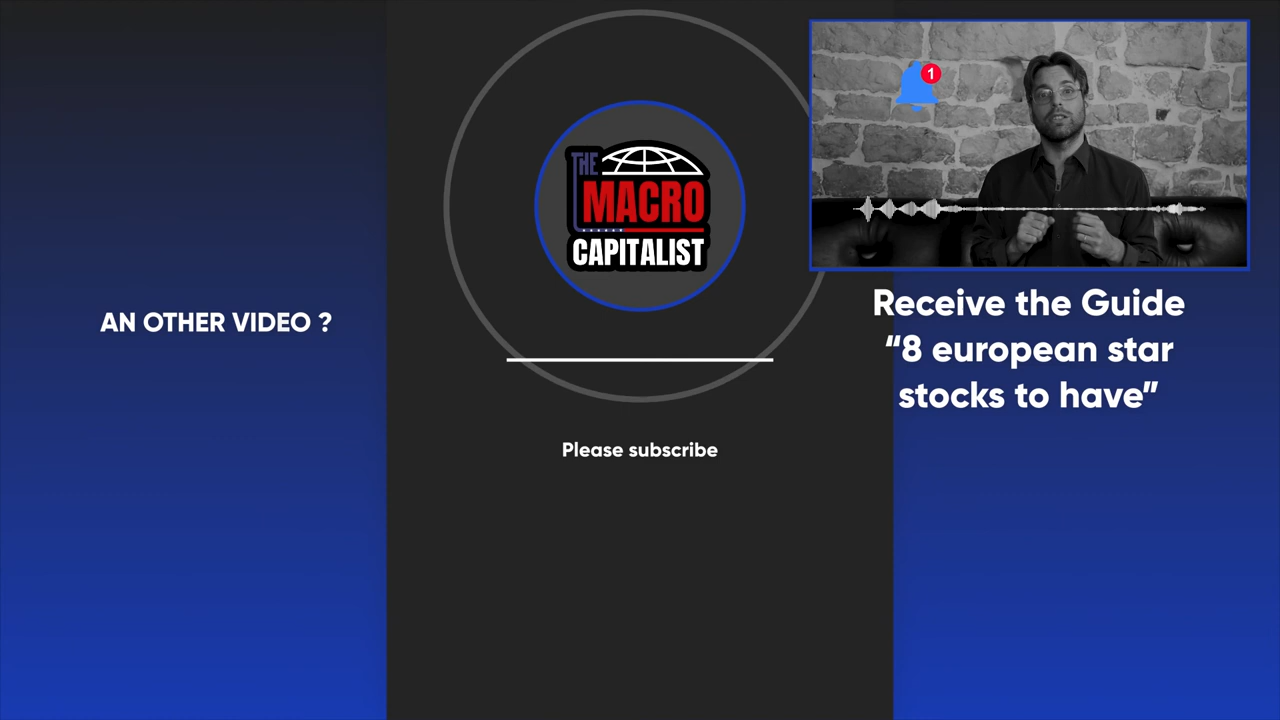 AN OTHER VIDEO ?
THE
MACRO
CAPITALIST
Please subscribe
1
Receive the Guide
“8 european star
stocks to have”